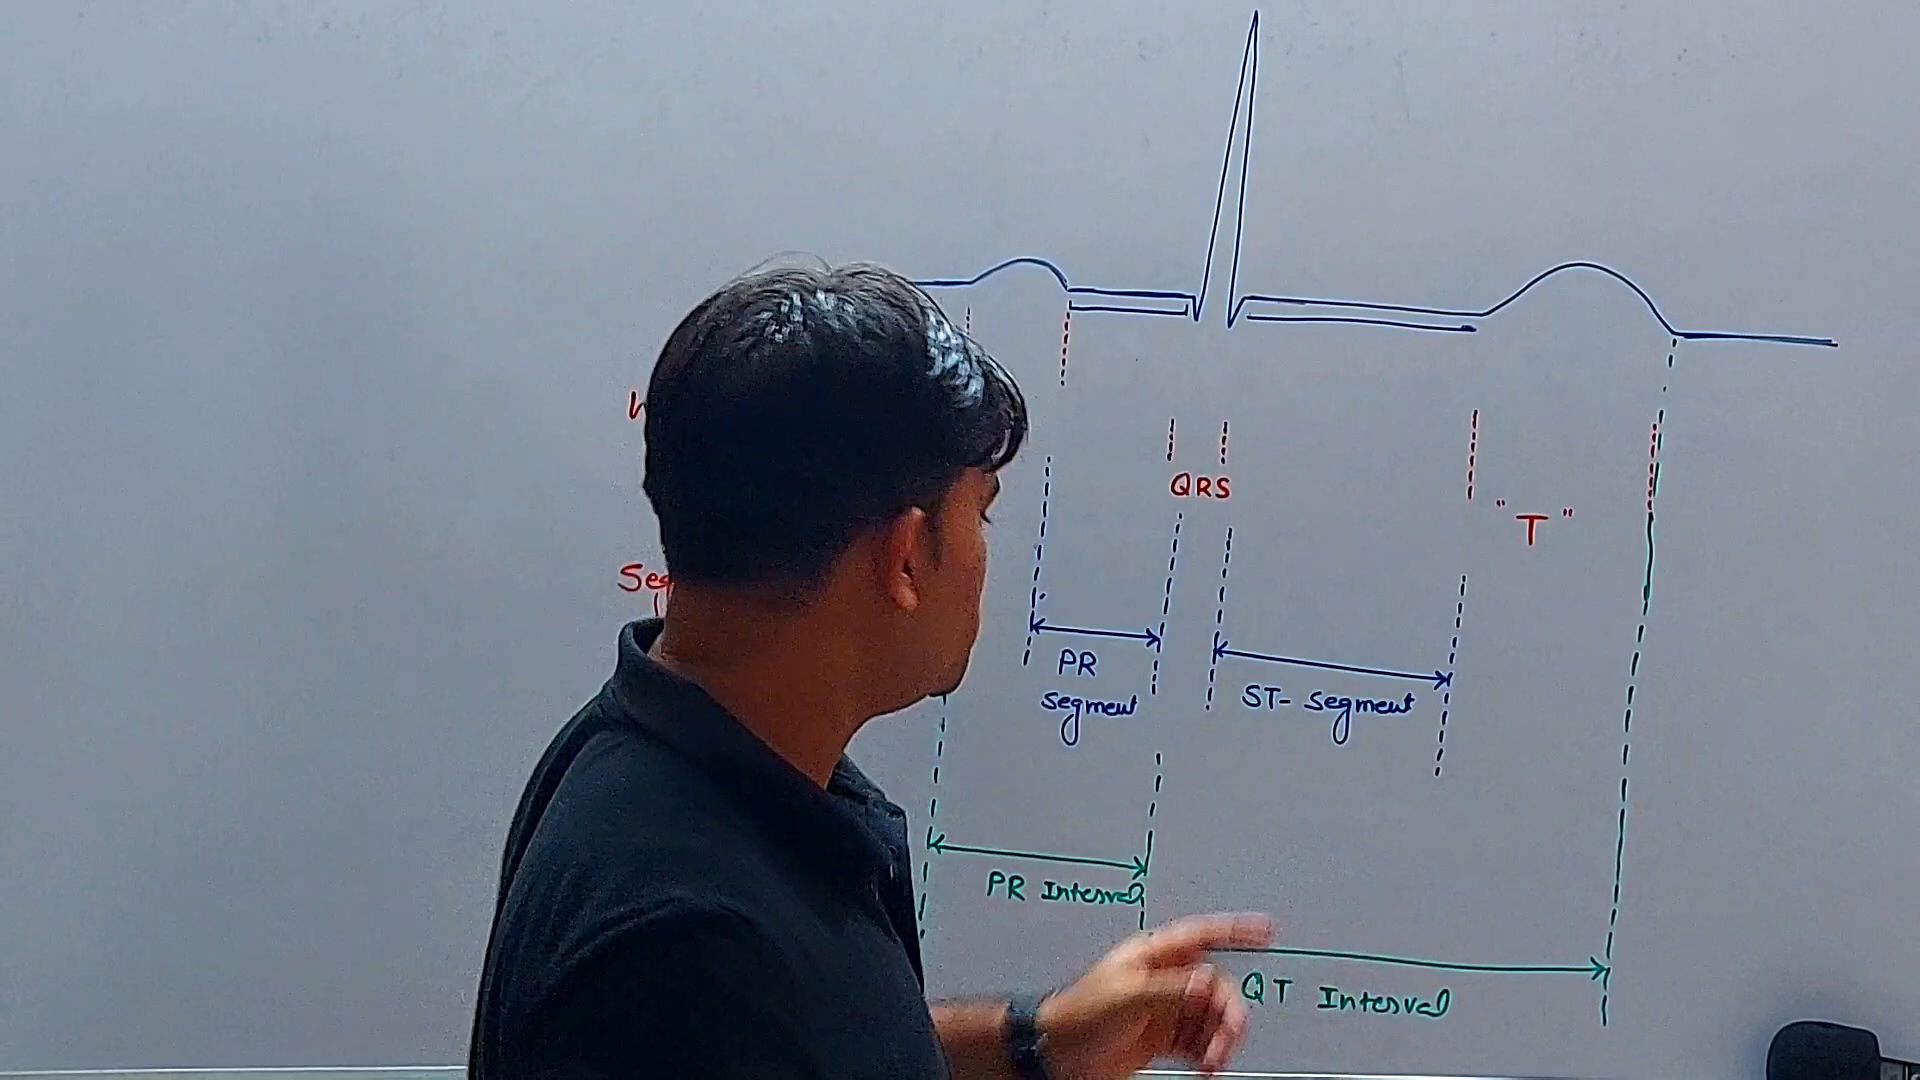 QRS
" T "
PR
segment
ST- segment
PR Interval
QT Interval